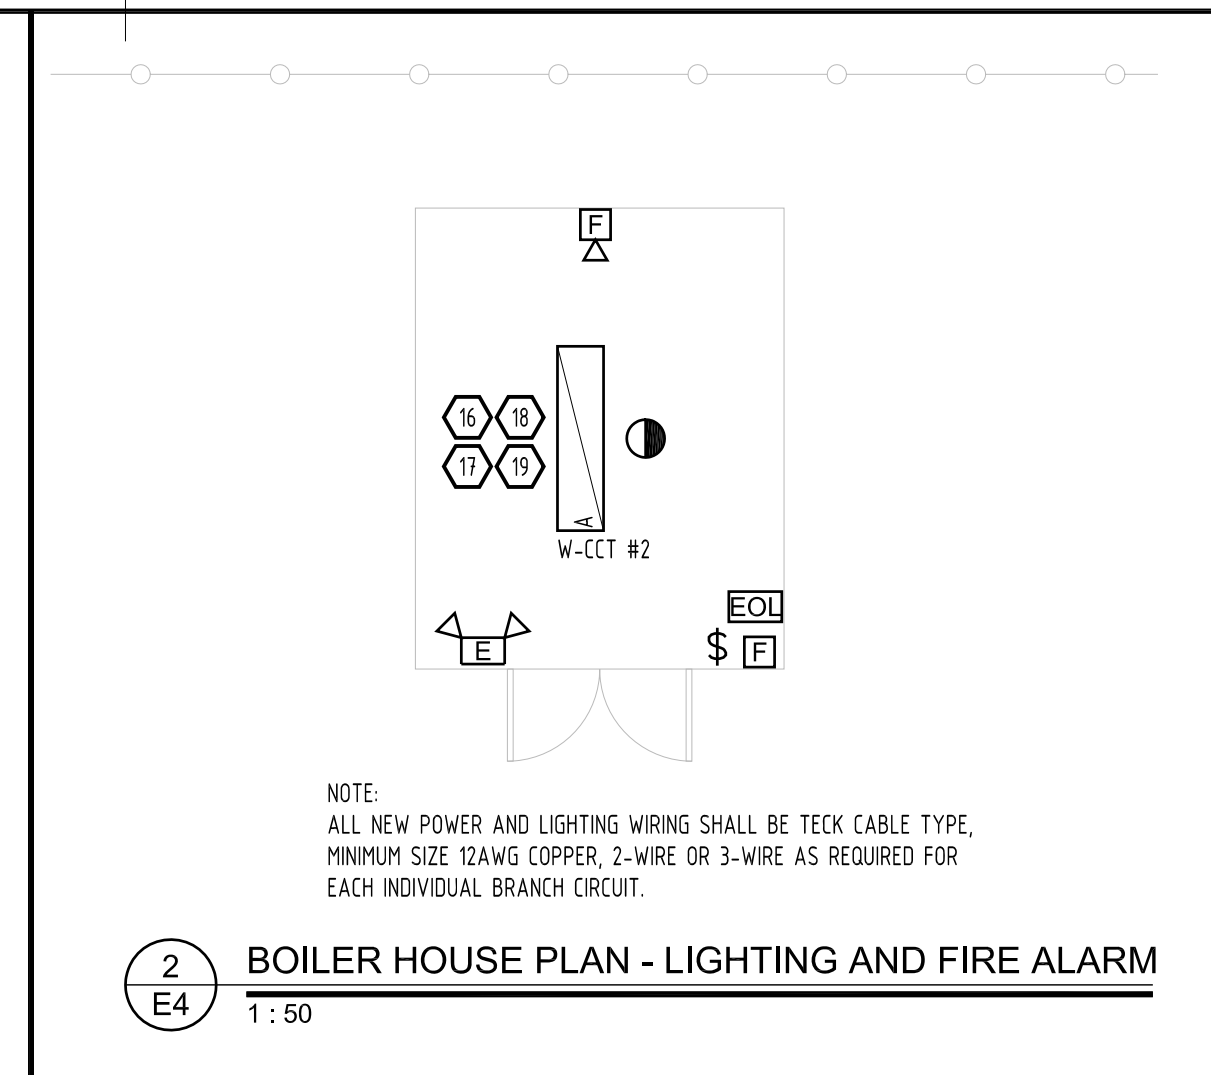 F
16 18
17 19
A
W-CCT #2
EOL
E
$ F
NOTE:
ALL NEW POWER AND LIGHTING WIRING SHALL BE TECK CABLE TYPE,
MINIMUM SIZE 12AWG COPPER, 2-WIRE OR 3-WIRE AS REQUIRED FOR
EACH INDIVIDUAL BRANCH CIRCUIT.
2
E4
BOILER HOUSE PLAN - LIGHTING AND FIRE ALARM
1 : 50